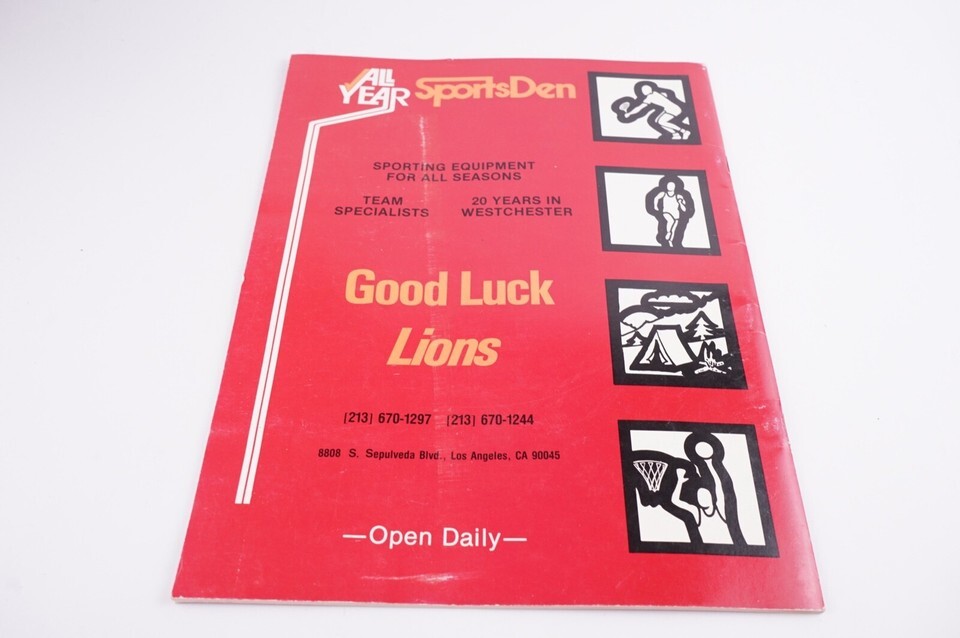 ALL
YEAR SportsDen
SPORTING EQUIPMENT
FOR ALL SEASONS
TEAM
SPECIALISTS
20 YEARS IN
WESTCHESTER
Good Luck
Lions
(213) 670-1297 (213) 670-1244
8808 S. Sepulveda Blvd., Los Angeles, CA 90045
—Open Daily—